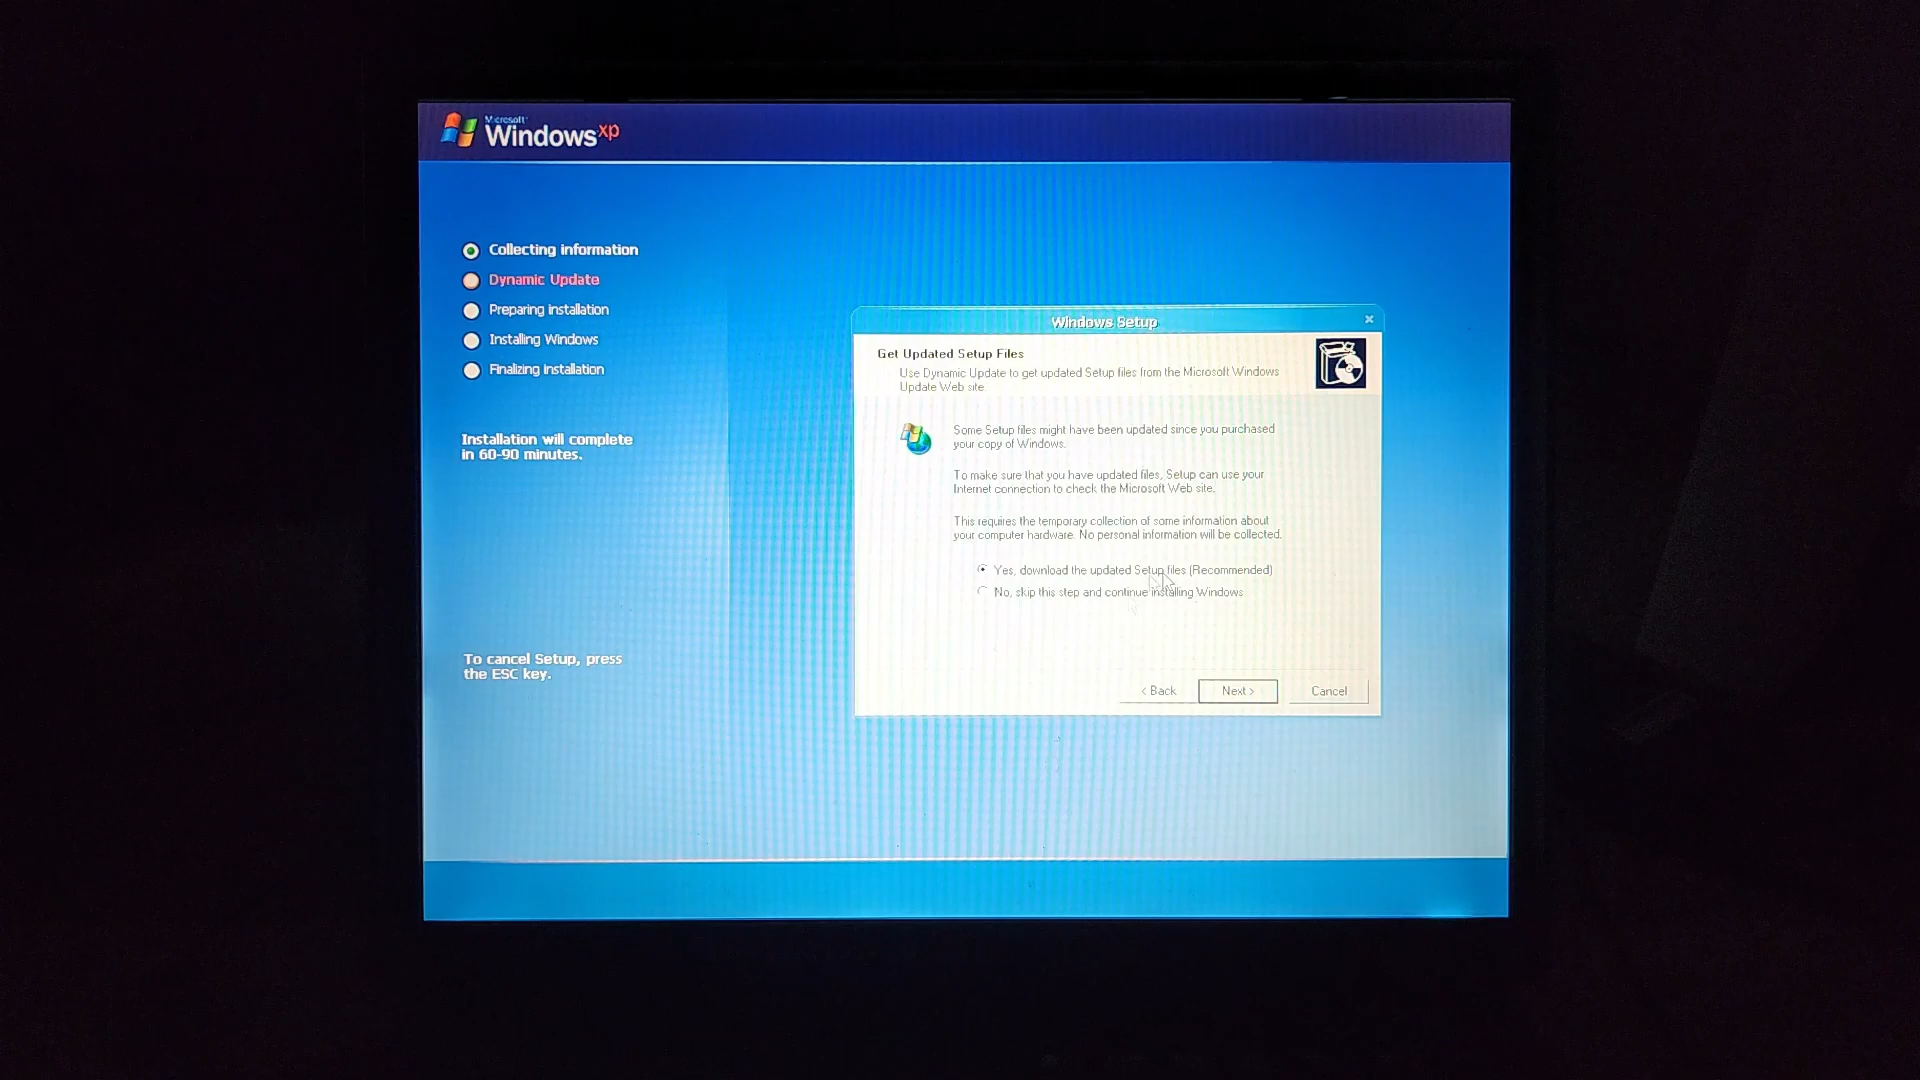 Microsoft
Windows xp
Collecting information
Dynamic Update
Preparing installation
Installing Windows
Finalizing installation
Installation will complete
in 60-90 minutes.
To cancel Setup, press
the ESC key.
Windows Setup
Get Updated Setup Files
Use Dynamic Update to get updated Setup files from the Microsoft Windows
Update Web site.
Some Setup files might have been updated since you purchased
your copy of Windows.
To make sure that you have updated files, Setup can use your
Internet connection to check the Microsoft Web site.
This requires the temporary collection of some information about
your computer hardware. No personal information will be collected.
Yes, download the updated Setup files (Recommended)
No, skip this step and continue installing Windows
< Back Next > Cancel